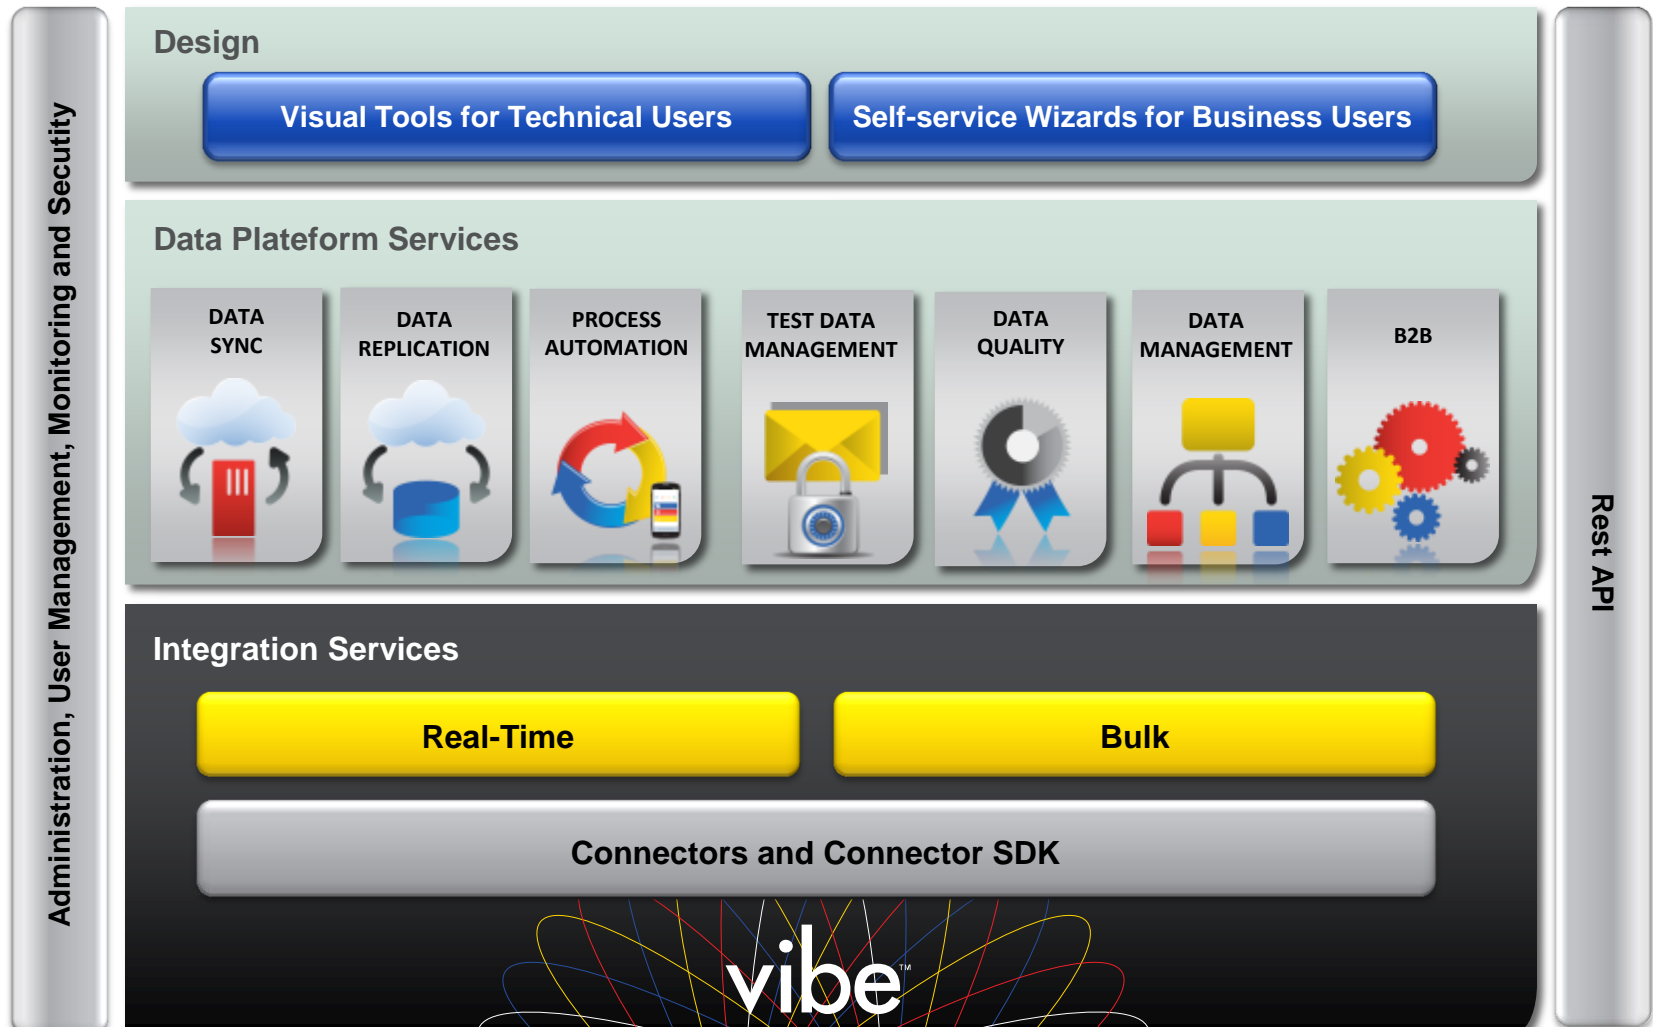 Administration, User Management, Monitoring and Secutity
Design
Visual Tools for Technical Users
Self-service Wizards for Business Users
Data Plateform Services
DATA
SYNC
DATA
REPLICATION
PROCESS
AUTOMATION
TEST DATA
MANAGEMENT
DATA
QUALITY
DATA
MANAGEMENT
B2B
Integration Services
Real-Time
Bulk
Connectors and Connector SDK
vibe™
Rest API